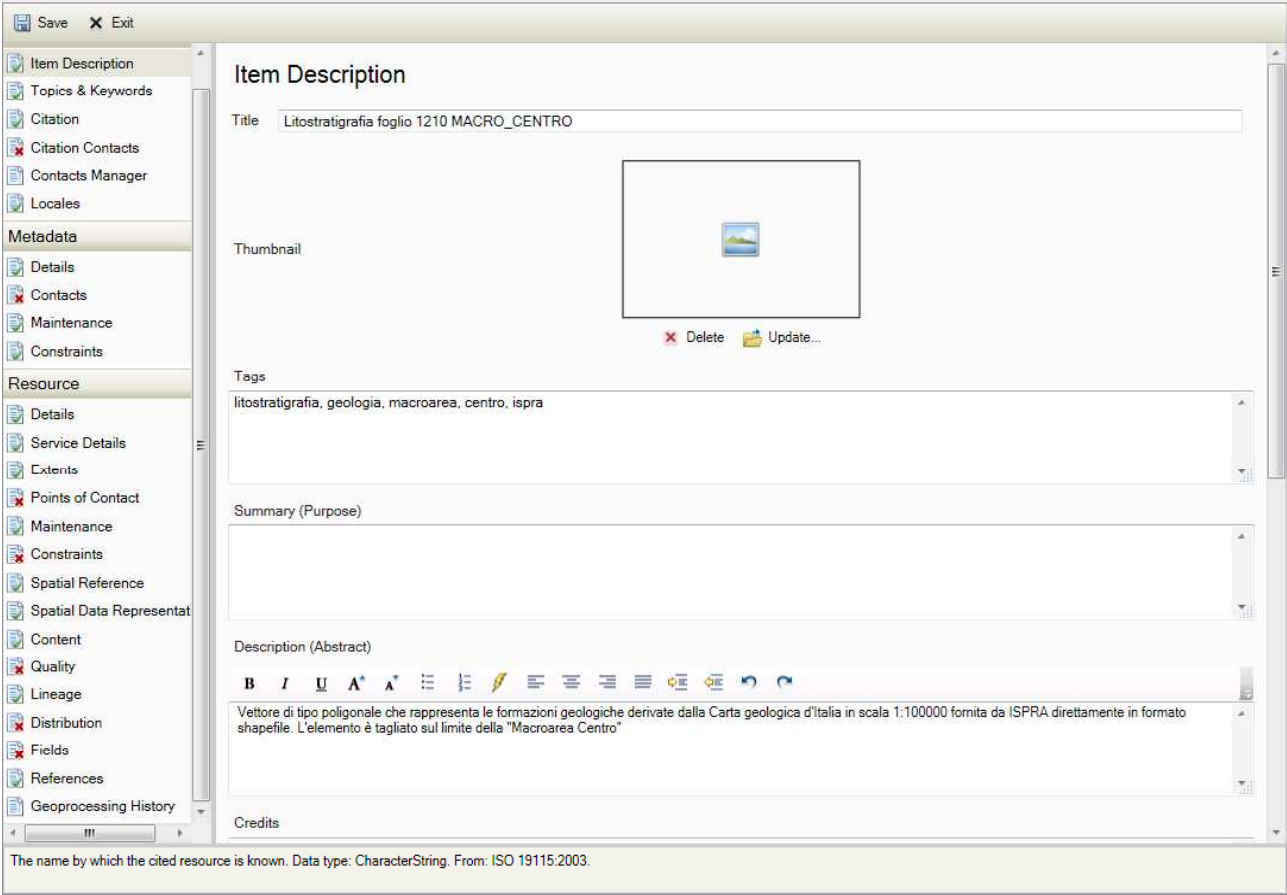 Save Exit
Item Description
Topics & Keywords
Citation
Citation Contacts
Contacts Manager
Locales
Metadata
Details
Contacts
Maintenance
Constraints
Resource
Details
Service Details
Extents
Points of Contact
Maintenance
Constraints
Spatial Reference
Spatial Data Representat
Content
Quality
Lineage
Distribution
Fields
References
Geoprocessing History
Item Description
Title Litostratigrafia foglio 1210 MACRO_CENTRO
Thumbnail
Delete Update...
Tags
litostratigrafia, geologia, macroarea, centro, ispra
Summary (Purpose)
Description (Abstract)
B I U A A
Vettore di tipo poligonale che rappresenta le formazioni geologiche derivate dalla Carta geologica d'Italia in scala 1:100000 fornita da ISPRA direttamente in formato
shapefile. L'elemento è tagliato sul limite della "Macroarea Centro"
Credits
The name by which the cited resource is known. Data type: CharacterString. From: ISO 19115:2003.